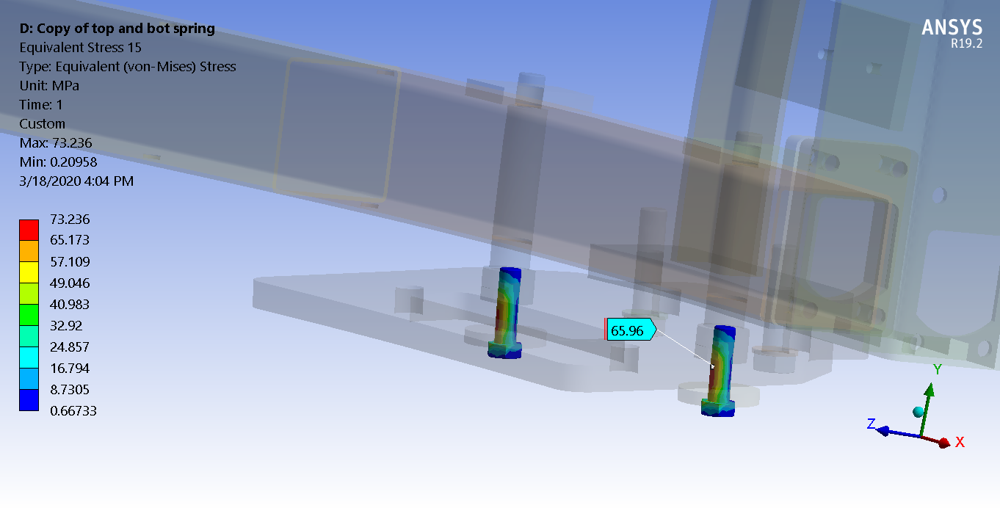 D: Copy of top and bot spring
Equivalent Stress 15
Type: Equivalent (von-Mises) Stress
Unit: MPa
Time: 1
Custom
Max: 73.236
Min: 0.20958
3/18/2020 4:04 PM
ANSYS
R19.2
73.236
65.173
57.109
49.046
40.983
32.92
24.857
16.794
8.7305
0.66733
65.96
Y
Z
X